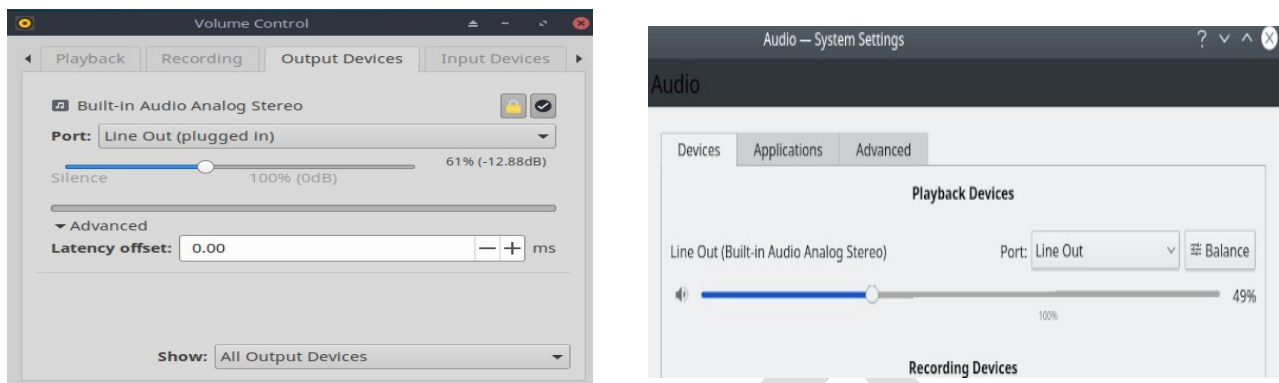 Volume Control
Playback Recording Output Devices Input Devices
Built-in Audio Analog Stereo
Port: Line Out (plugged in)
61% (-12.88dB)
Silence 100% (0dB)
Advanced
Latency offset: 0.00 ms
Show: All Output Devices
Audio — System Settings
Audio
Devices Applications Advanced
Playback Devices
Line Out (Built-in Audio Analog Stereo) Port: Line Out Balance
49%
100%
Recording Devices